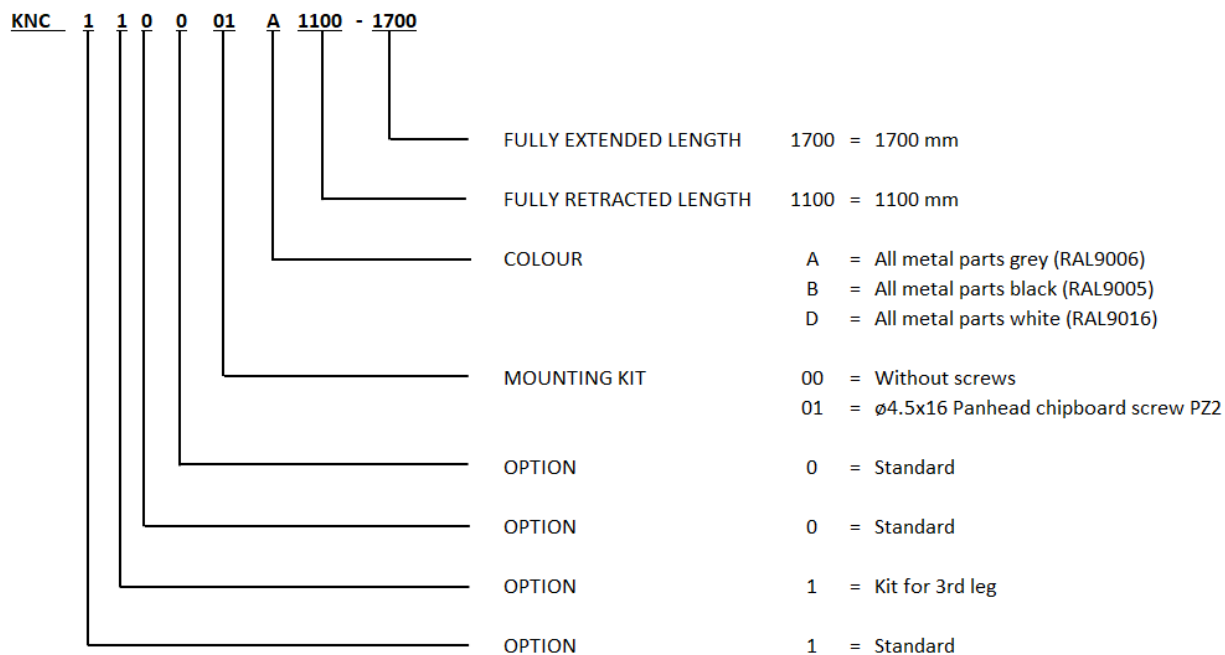 KNC 1 1 0 0 01 A 1100 - 1700
FULLY EXTENDED LENGTH 1700 = 1700 mm
FULLY RETRACTED LENGTH 1100 = 1100 mm
COLOUR A = All metal parts grey (RAL9006)
B = All metal parts black (RAL9005)
D = All metal parts white (RAL9016)
MOUNTING KIT 00 = Without screws
01 = ø4.5x16 Panhead chipboard screw PZ2
OPTION 0 = Standard
OPTION 0 = Standard
OPTION 1 = Kit for 3rd leg
OPTION 1 = Standard